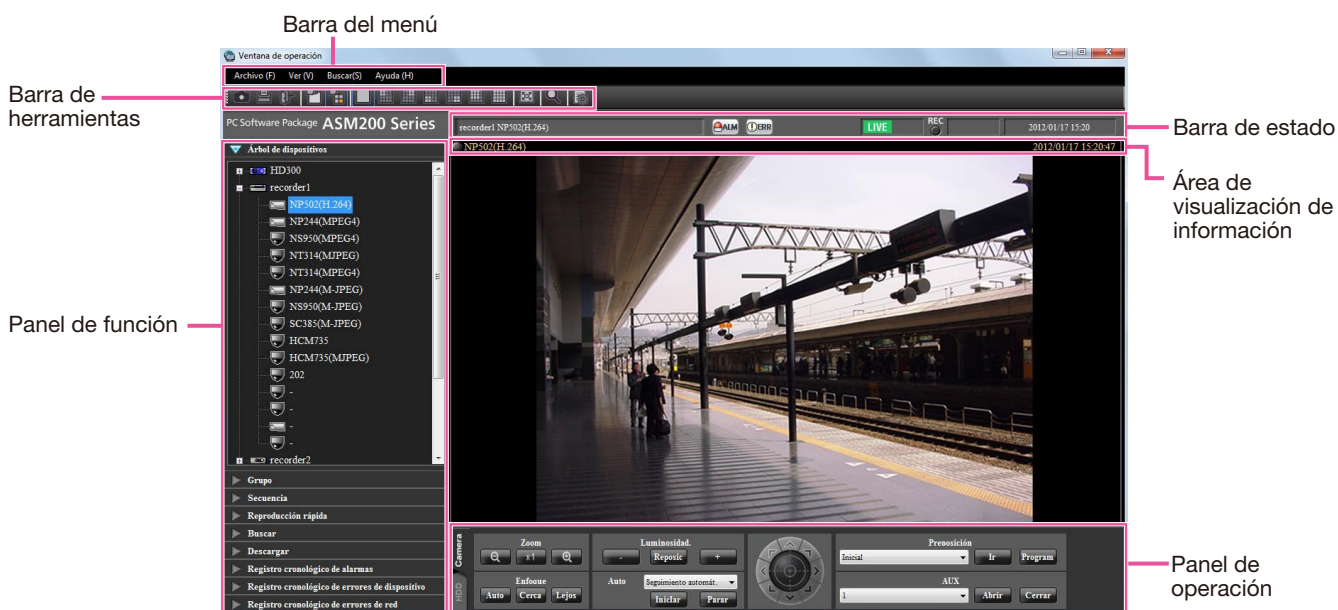 Barra del menú
Ventana de operación
Archivo (F) Ver (V) Buscar(S) Ayuda (H)
Barra de
herramientas
PC Software Package ASM200 Series
recorder1 NP502(H.264) ALM ERR LIVE REC 2012/01/17 15:20
Barra de estado
Árbol de dispositivos
NP502(H.264) 2012/01/17 15:20:47
HD300
recorder1
NP502(H.264)
NP244(MPEG4)
NS950(MPEG4)
NT314(MJPEG)
NT314(MPEG4)
NP244(M-JPEG)
NS950(M-JPEG)
SC385(M-JPEG)
HCM735
HCM735(MJPEG)
202
-
-
-
-
recorder2
Área de
visualización de
información
Panel de función
Grupo
Secuencia
Reproducción rápida
Buscar
Descargar
Registro cronológico de alarmas
Registro cronológico de errores de dispositivo
Registro cronológico de errores de red
Camera
HDD
Zoom
x1
Enfoque
Auto Cerca Lejos
Luminosidad.
- Reposic +
Auto Seguimiento automát.
Iniciar Parar
Preposición
Inicial Ir Program
AUX
1 Abrir Cerrar
Panel de
operación